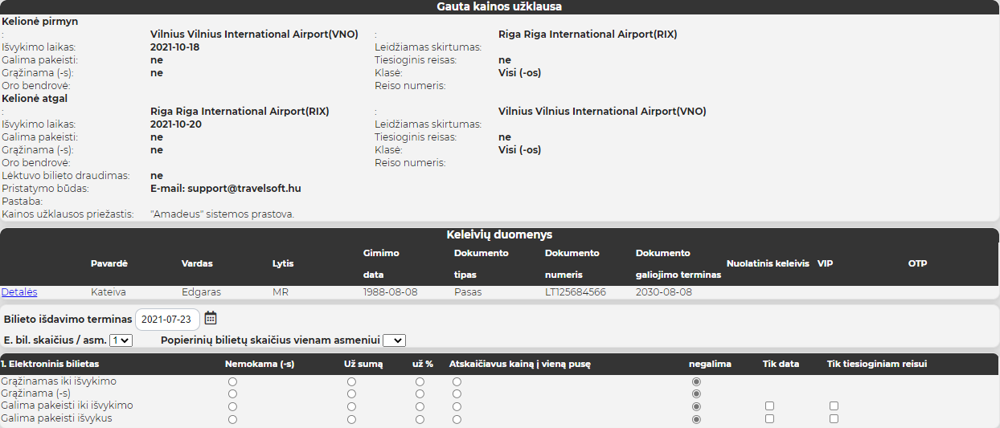 Gauta kainos užklausa
Kelionė pirmyn
: Vilnius Vilnius International Airport(VNO) : Riga Riga International Airport(RIX)
Išvykimo laikas: 2021-10-18 Leidžiamas skirtumas:
Galima pakeisti: ne Tiesioginis reisas: ne
Grąžinama (-s): ne Klasė: Visi (-os)
Oro bendrovė: Reiso numeris:
Kelionė atgal
: Riga Riga International Airport(RIX) : Vilnius Vilnius International Airport(VNO)
Išvykimo laikas: 2021-10-20 Leidžiamas skirtumas:
Galima pakeisti: ne Tiesioginis reisas: ne
Grąžinama (-s): ne Klasė: Visi (-os)
Oro bendrovė: Reiso numeris:
Lėktuvo bilieto draudimas: ne
Pristatymo būdas: E-mail: support@travelsoft.hu
Pastaba:
Kainos užklausos priežastis: "Amadeus" sistemos prastova.
Keleivių duomenys
Pavardė Vardas Lytis Gimimo data Dokumento tipas Dokumento numeris Dokumento galiojimo terminas Nuolatinis keleivis VIP OTP
Detalės Kateiva Edgaras MR 1988-08-08 Pasas LT125684566 2030-08-08
Bilieto išdavimo terminas 2021-07-23
E. bil. skaičius / asm. 1 Popierinių bilietų skaičius vienam asmeniui
1. Elektroninis bilietas Nemokama (-s) Už sumą už % Atskaičiavus kainą į vieną pusę negalima Tik data Tik tiesioginiam reisui
Grąžinamas iki išvykimo
Grąžinama (-s)
Galima pakeisti iki išvykimo
Galima pakeisti išvykus